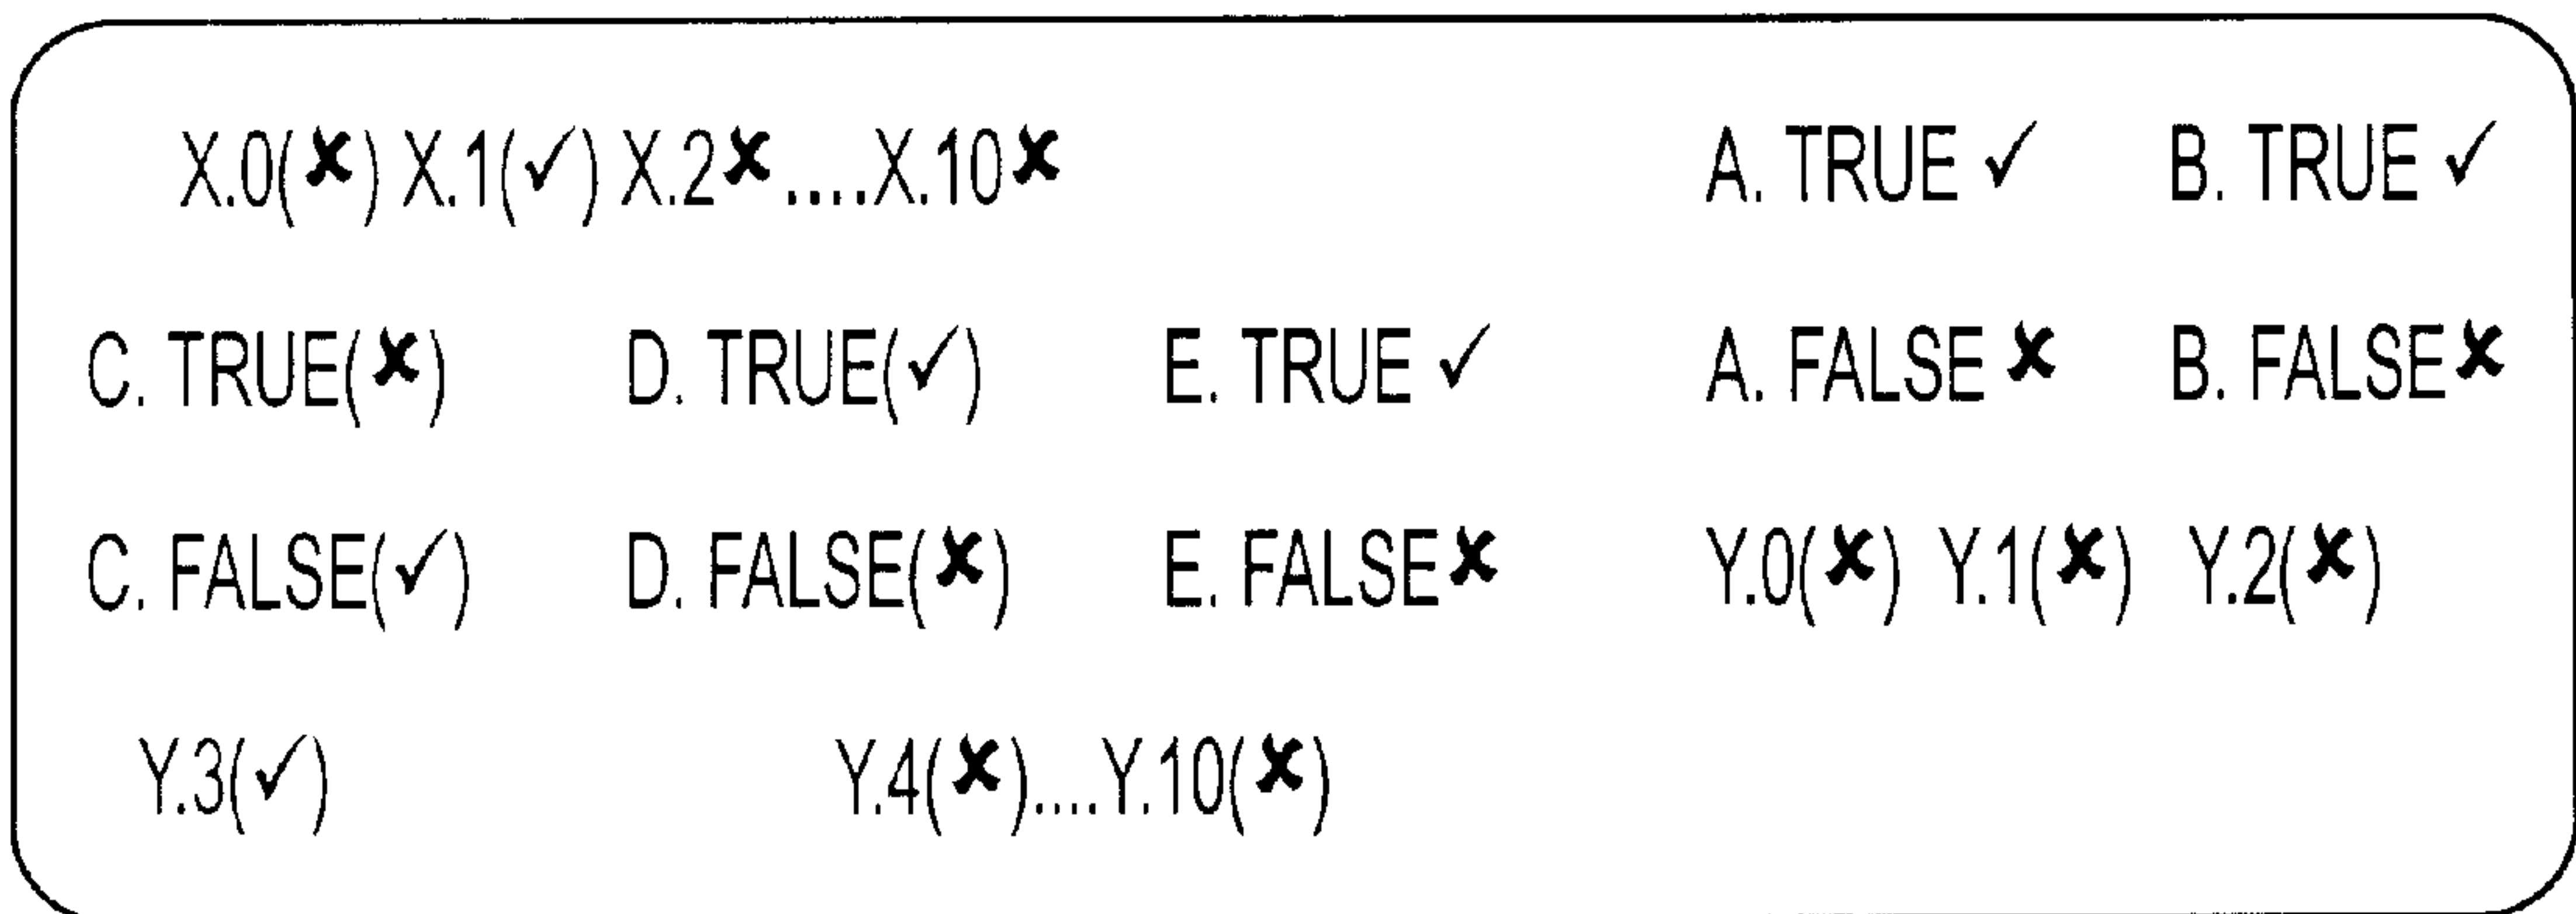 X.0(✘) X.1(✓) X.2✘....X.10✘ A. TRUE ✓ B. TRUE ✓
C. TRUE(✘) D. TRUE(✓) E. TRUE ✓ A. FALSE ✘ B. FALSE✘
C. FALSE(✓) D. FALSE(✘) E. FALSE✘ Y.0(✘) Y.1(✘) Y.2(✘)
Y.3(✓) Y.4(✘)....Y.10(✘)